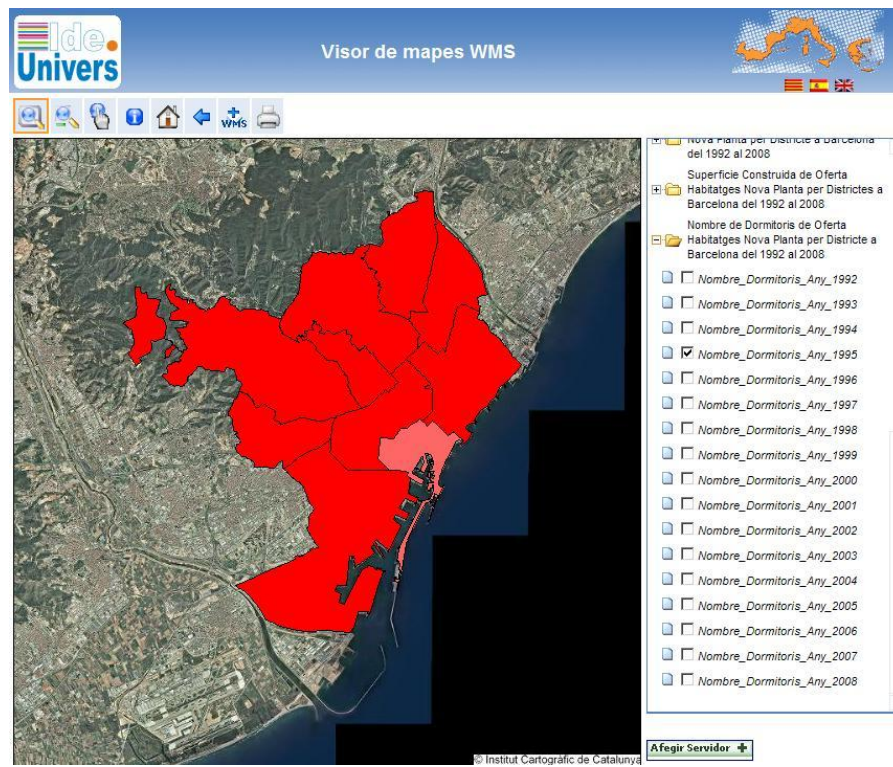 Ide.
Univers
Visor de mapes WMS
WMS
Nova Planta per Districte a Barcelona
del 1992 al 2008
Superficie Construida de Oferta
Habitatges Nova Planta per Districtes a
Barcelona del 1992 al 2008
Nombre de Dormitoris de Oferta
Habitatges Nova Planta per Districte a
Barcelona del 1992 al 2008
Nombre_Dormitoris_Any_1992
Nombre_Dormitoris_Any_1993
Nombre_Dormitoris_Any_1994
Nombre_Dormitoris_Any_1995
Nombre_Dormitoris_Any_1996
Nombre_Dormitoris_Any_1997
Nombre_Dormitoris_Any_1998
Nombre_Dormitoris_Any_1999
Nombre_Dormitoris_Any_2000
Nombre_Dormitoris_Any_2001
Nombre_Dormitoris_Any_2002
Nombre_Dormitoris_Any_2003
Nombre_Dormitoris_Any_2004
Nombre_Dormitoris_Any_2005
Nombre_Dormitoris_Any_2006
Nombre_Dormitoris_Any_2007
Nombre_Dormitoris_Any_2008
© Institut Cartogràfic de Catalunya
Afegir Servidor